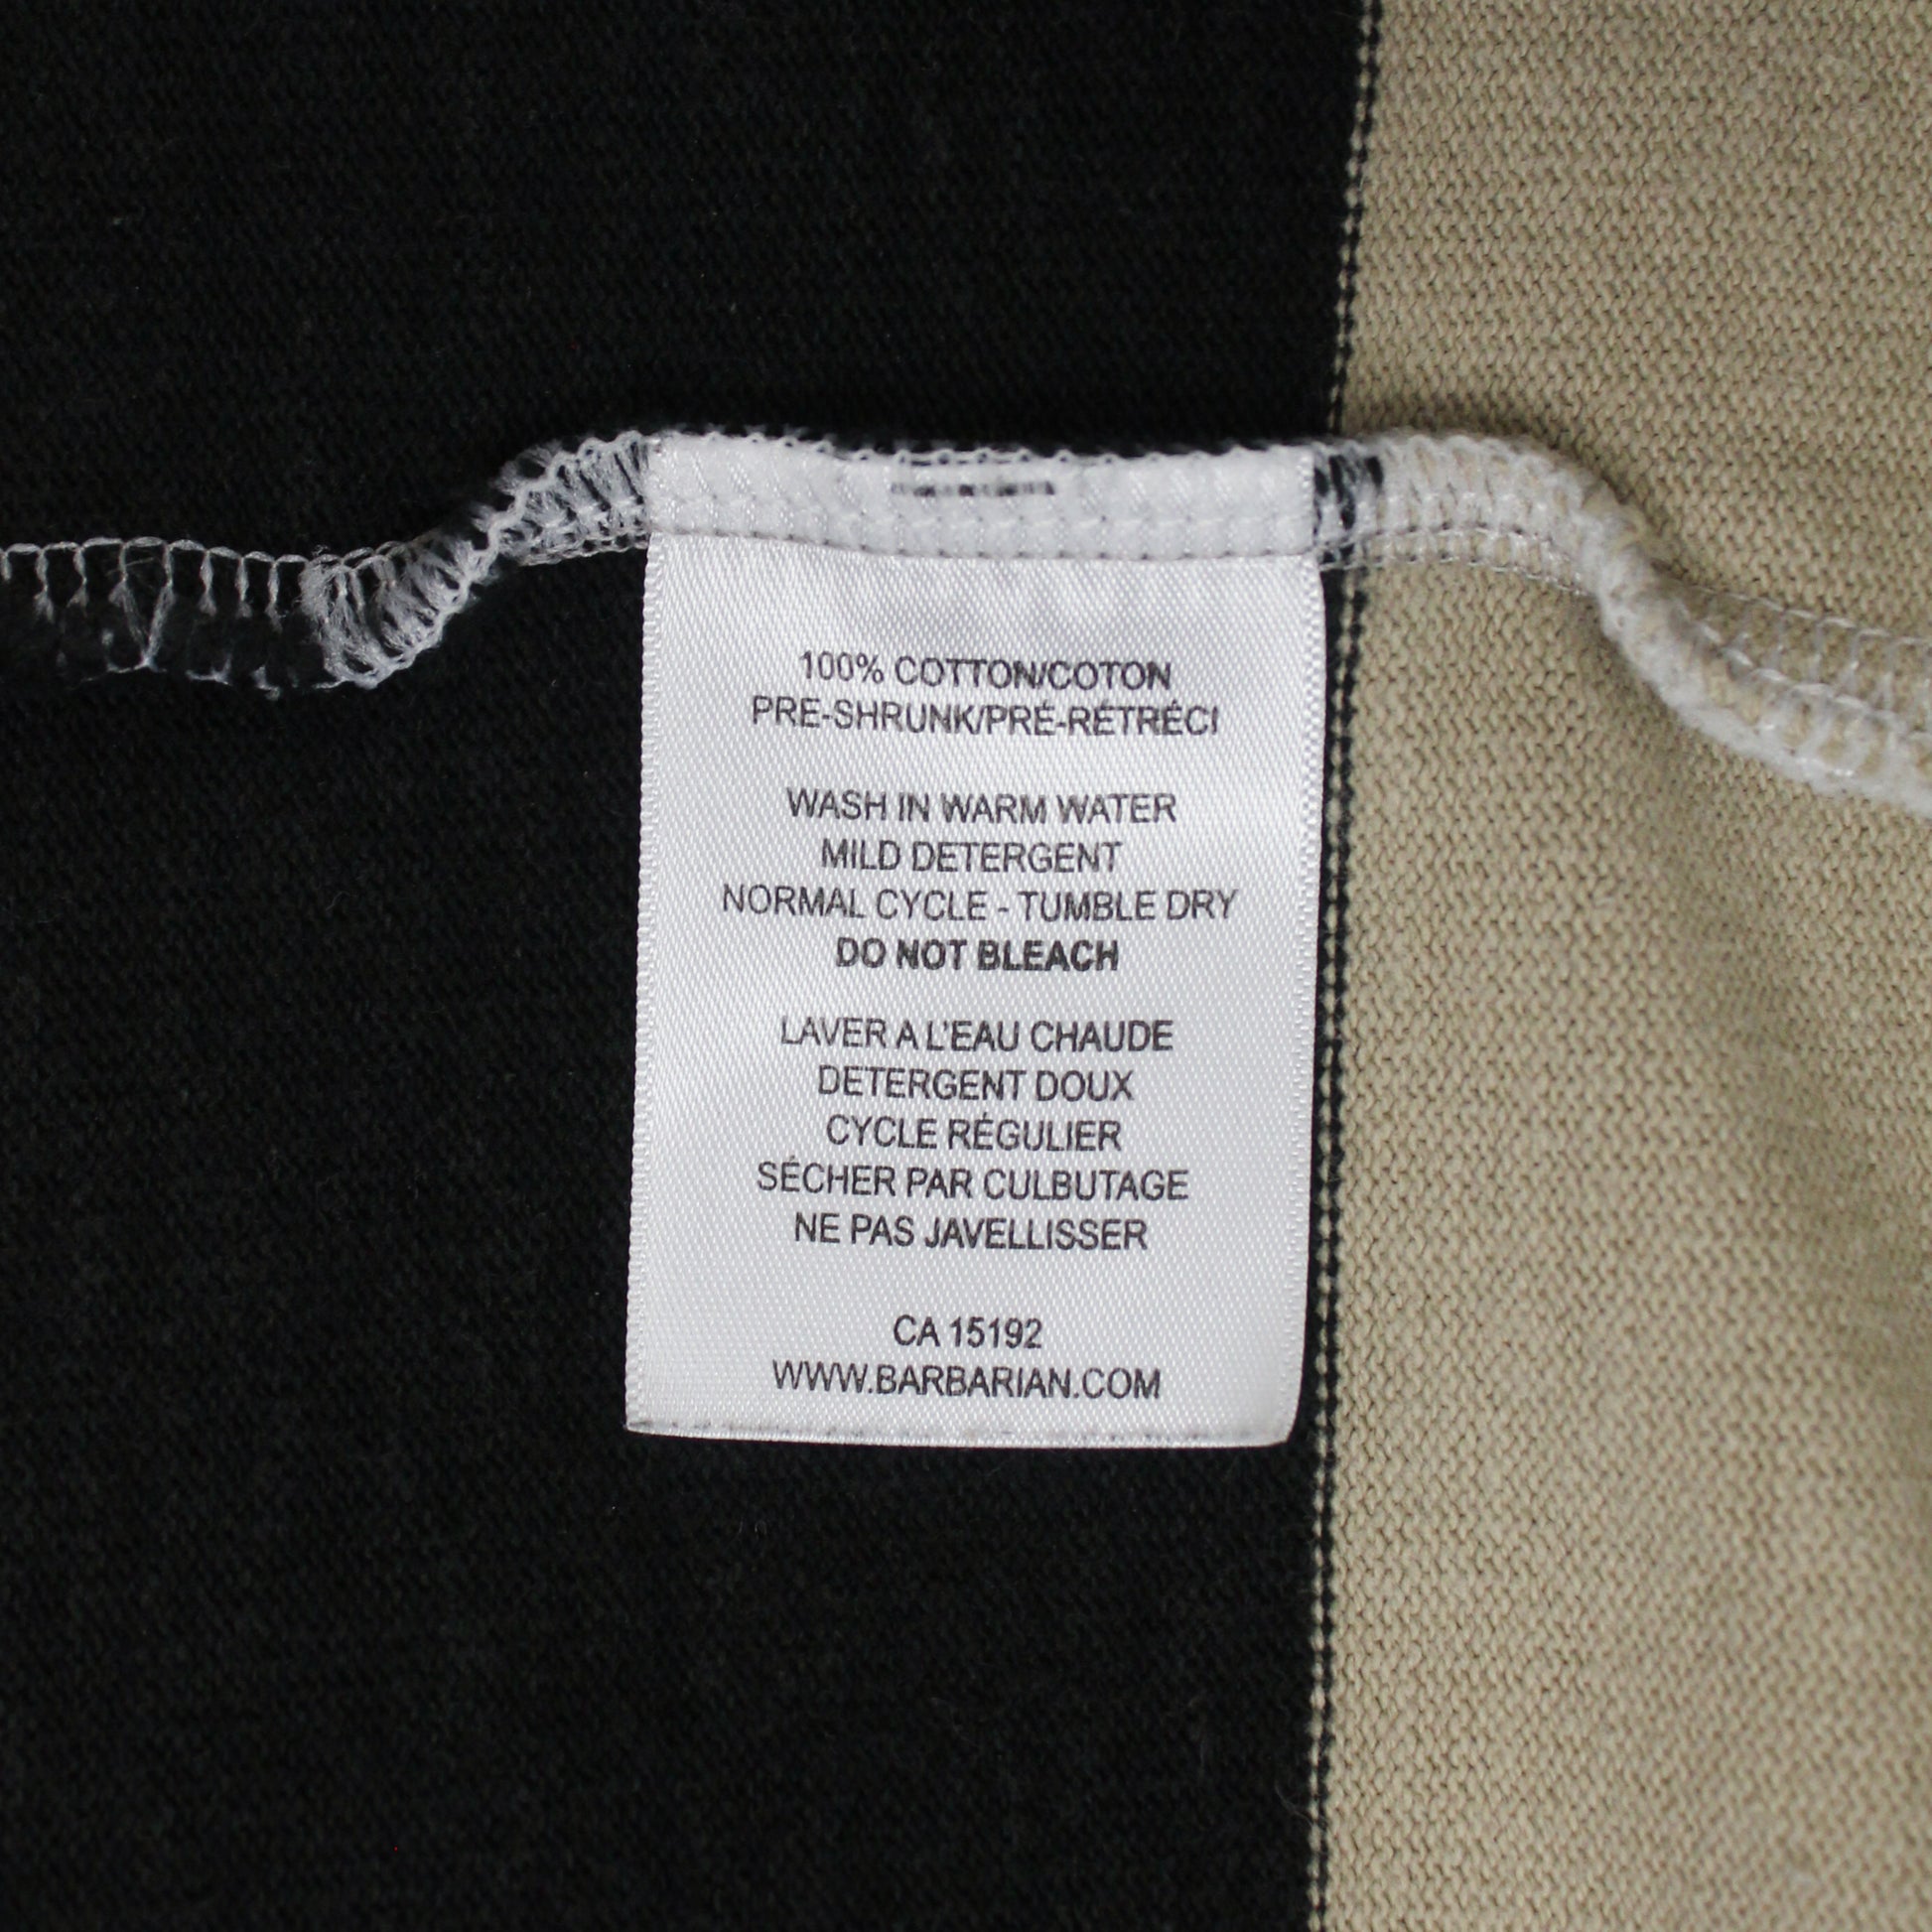 100% COTTON/COTON
PRE-SHRUNK/PRÉ-RÉTRÉCI
WASH IN WARM WATER
MILD DETERGENT
NORMAL CYCLE - TUMBLE DRY
DO NOT BLEACH
LAVER A L'EAU CHAUDE
DETERGENT DOUX
CYCLE RÉGULIER
SÉCHER PAR CULBUTAGE
NE PAS JAVELLISSER
CA 15192
WWW.BARBARIAN.COM